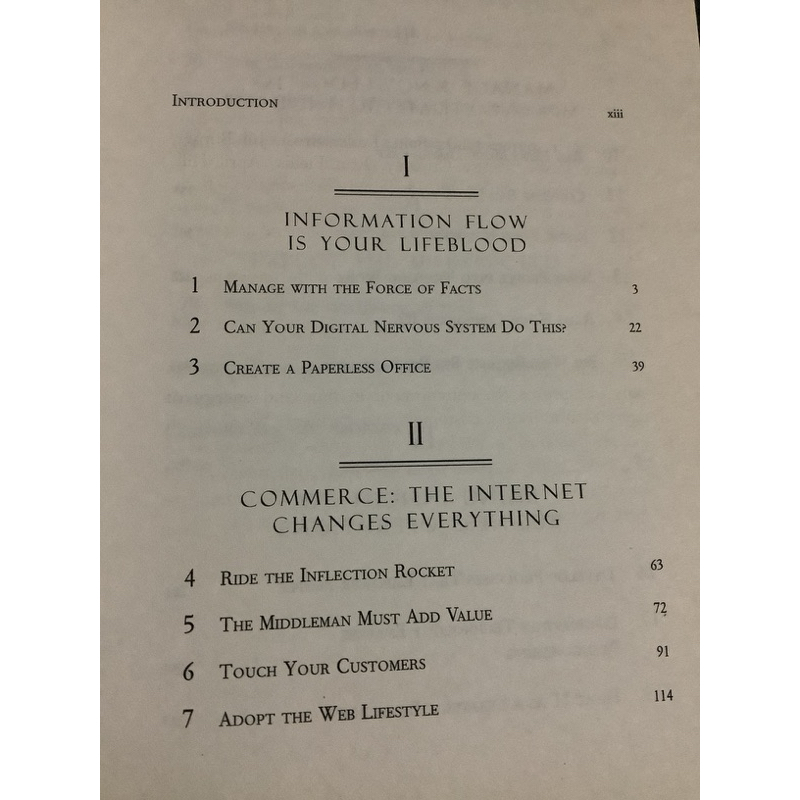 INTRODUCTION xiii
I
INFORMATION FLOW
IS YOUR LIFEBLOOD
1 MANAGE WITH THE FORCE OF FACTS 3
2 CAN YOUR DIGITAL NERVOUS SYSTEM DO THIS? 22
3 CREATE A PAPERLESS OFFICE 39
II
COMMERCE: THE INTERNET
CHANGES EVERYTHING
4 RIDE THE INFLECTION ROCKET 63
5 THE MIDDLEMAN MUST ADD VALUE 72
6 TOUCH YOUR CUSTOMERS 91
7 ADOPT THE WEB LIFESTYLE 114